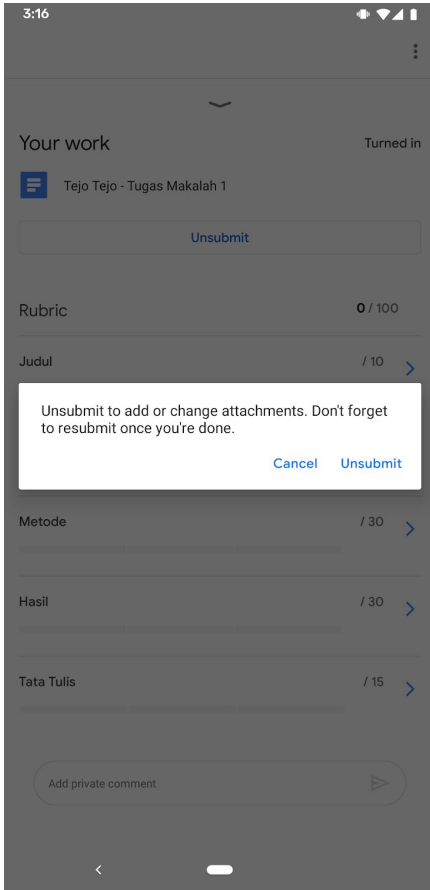 3:16
Your work
Turned in
Tejo Tejo - Tugas Makalah 1
Unsubmit
Rubric
0 / 100
Judul
/ 10
Unsubmit to add or change attachments. Don't forget
to resubmit once you're done.
Cancel Unsubmit
Metode
/ 30
Hasil
/ 30
Tata Tulis
/ 15
Add private comment